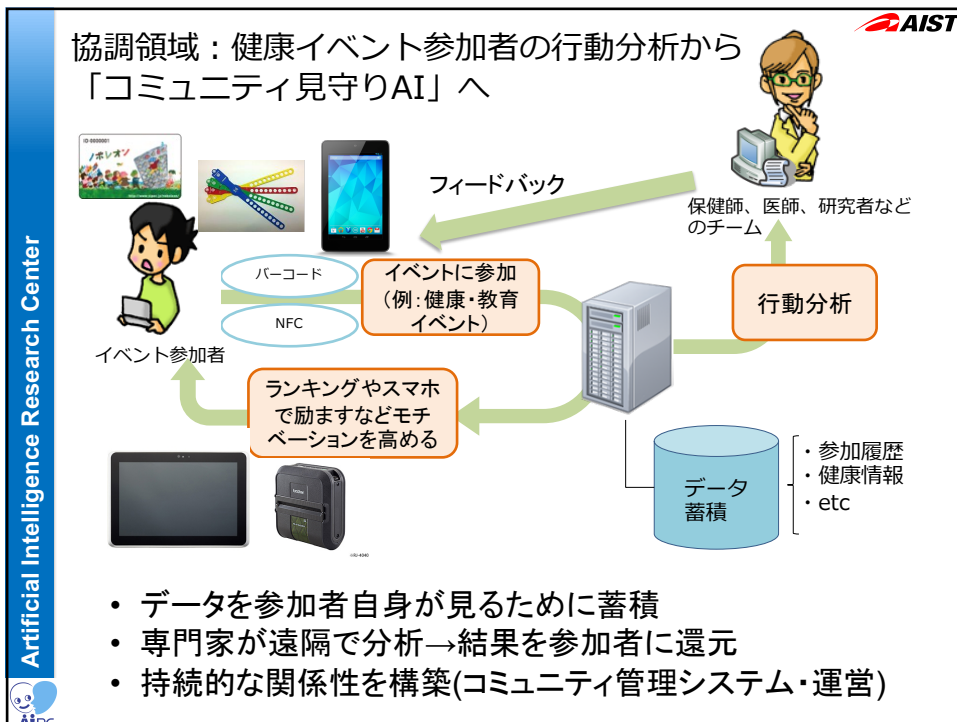 AIST
協調領域：健康イベント参加者の行動分析から
「コミュニティ見守りAI」へ
ID-9900001
ノポレオン
フィードバック
保健師、医師、研究者など
のチーム
バーコード
NFC
イベントに参加
（例：健康・教育
イベント）
行動分析
イベント参加者
ランキングやスマホ
で励ますなどモチ
ベーションを高める
データ
蓄積
・参加履歴
・健康情報
・etc
brother
・ データを参加者自身が見るために蓄積
・ 専門家が遠隔で分析→結果を参加者に還元
・ 持続的な関係性を構築(コミュニティ管理システム・運営)
Artificial Intelligence Research Center